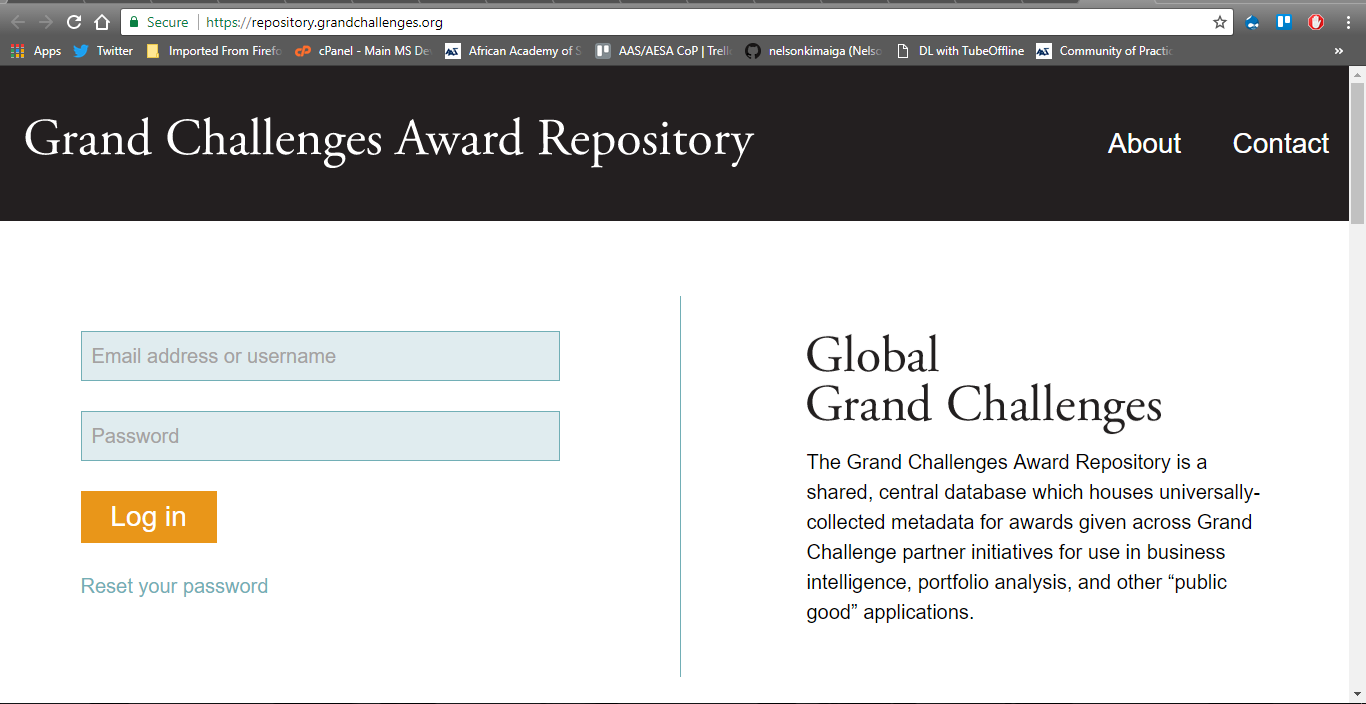 Secure https://repository.grandchallenges.org
Apps Twitter Imported From Firefo cPanel - Main MS De African Academy of S AAS/AESA CoP | Trell nelsonkimaiga (Nelso DL with TubeOffline Community of Practic »
Grand Challenges Award Repository
About Contact
Email address or username
Password
Log in
Reset your password
Global
Grand Challenges
The Grand Challenges Award Repository is a
shared, central database which houses universally-
collected metadata for awards given across Grand
Challenge partner initiatives for use in business
intelligence, portfolio analysis, and other “public
good” applications.